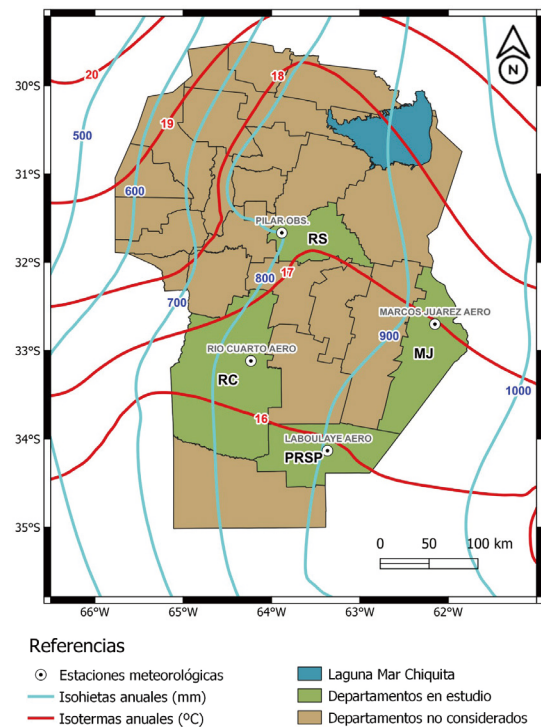 20
18
N
30°S
19
500
31°S
600
PILAR OBS.
RS
32°S
800
17
700
MARCOS JUAREZ AERO
900
33°S
RIO CUARTO AERO
MJ
RC
1000
16
34°S
LABOULAYE AERO
PRSP
35°S
0 50 100 km
66°W 65°W 64°W 63°W 62°W
Referencias
Estaciones meteorológicas
Isohietas anuales (mm)
Isotermas anuales (ºC)
Laguna Mar Chiquita
Departamentos en estudio
Departamentos no considerados